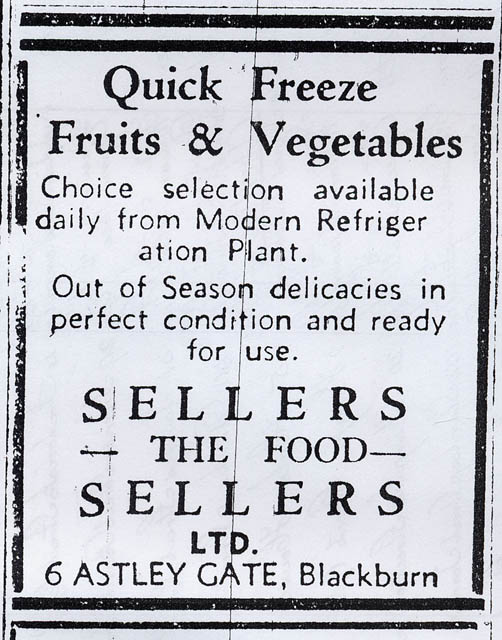 Quick Freeze
Fruits & Vegetables
Choice selection available
daily from Modern Refriger
ation Plant.
Out of Season delicacies in
perfect condition and ready
for use.
SELLERS
— THE FOOD—
SELLERS
LTD.
6 ASTLEY GATE, Blackburn